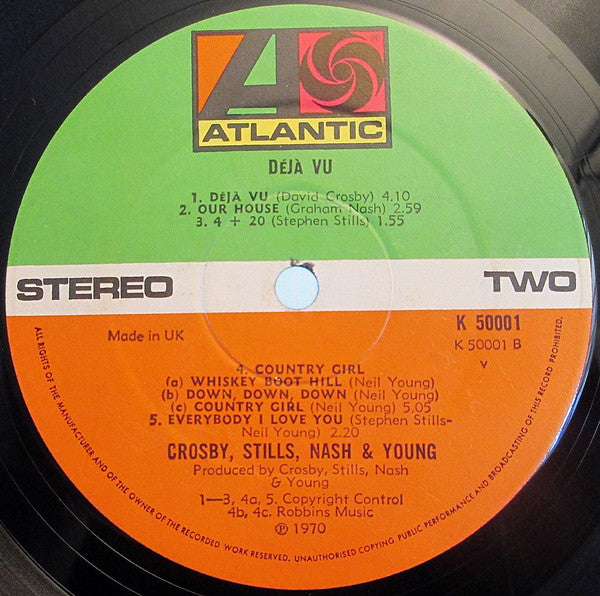 ATLANTIC
®
DÉJÀ VU
1. DÉJÀ VU (David Crosby) 4.10
2. OUR HOUSE (Graham Nash) 2.59
3. 4 + 20 (Stephen Stills) 1.55
STEREO
TWO
Made in UK
K 50001
K 50001 B
V
4. COUNTRY GIRL
(a) WHISKEY BOOT HILL (Neil Young)
(b) DOWN, DOWN, DOWN (Neil Young)
(c) COUNTRY GIRL (Neil Young) 5.05
5. EVERYBODY I LOVE YOU (Stephen Stills-
Neil Young) 2.20
CROSBY, STILLS, NASH & YOUNG
Produced by Crosby, Stills, Nash
& Young
1—3, 4a, 5. Copyright Control
4b, 4c. Robbins Music
℗ 1970
ALL RIGHTS OF THE MANUFACTURER AND OF THE OWNER OF THE RECORDED WORK RESERVED. UNAUTHORISED COPYING PUBLIC PERFORMANCE AND BROADCASTING OF THIS RECORD PROHIBITED.